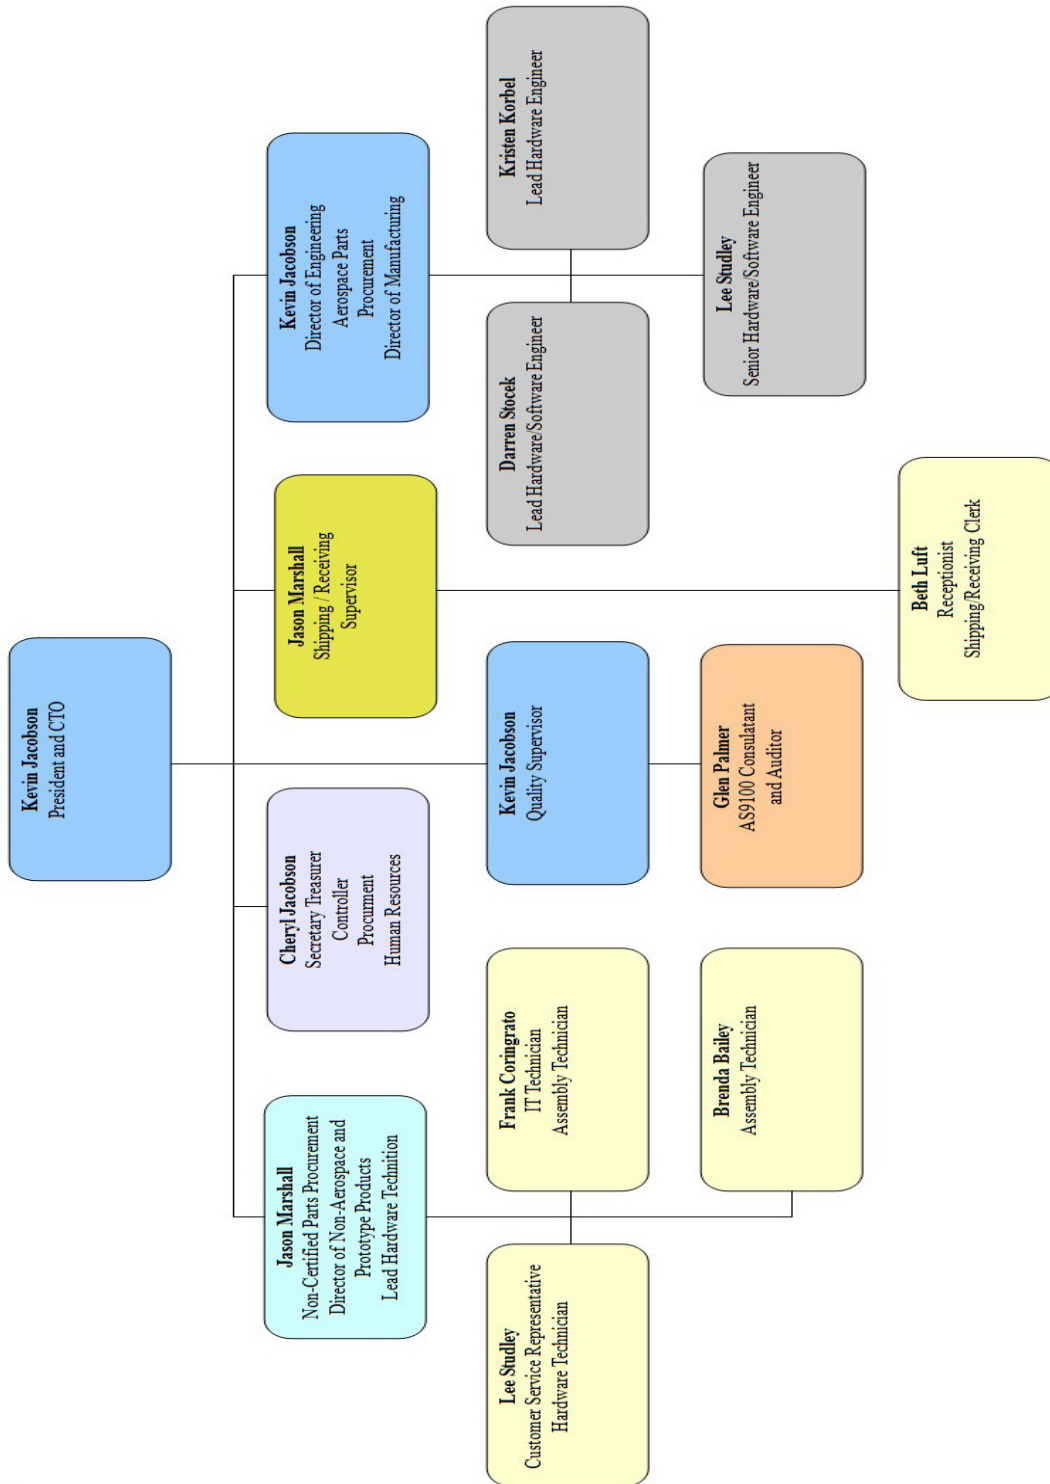 Kevin Jacobson
President and CTO
Jason Marshall
Non-Certified Parts Procurement
Director of Non-Aerospace and
Prototype Products
Lead Hardware Technition
Cheryl Jacobson
Secretary Treasurer
Controller
Procurment
Human Resources
Jason Marshall
Shipping / Receiving
Supervisor
Kevin Jacobson
Director of Engineering
Aerospace Parts
Procurement
Director of Manufacturing
Lee Studley
Customer Service Representative
Hardware Technician
Frank Coringrato
IT Technician
Assembly Technician
Kevin Jacobson
Quality Supervisor
Darren Stocek
Lead Hardware/Software Engineer
Kristen Korbel
Lead Hardware Engineer
Brenda Bailey
Assembly Technician
Glen Palmer
AS9100 Consulatant
and Auditor
Lee Studley
Senior Hardware/Software Engineer
Beth Luft
Receptionist
Shipping/Receiving Clerk